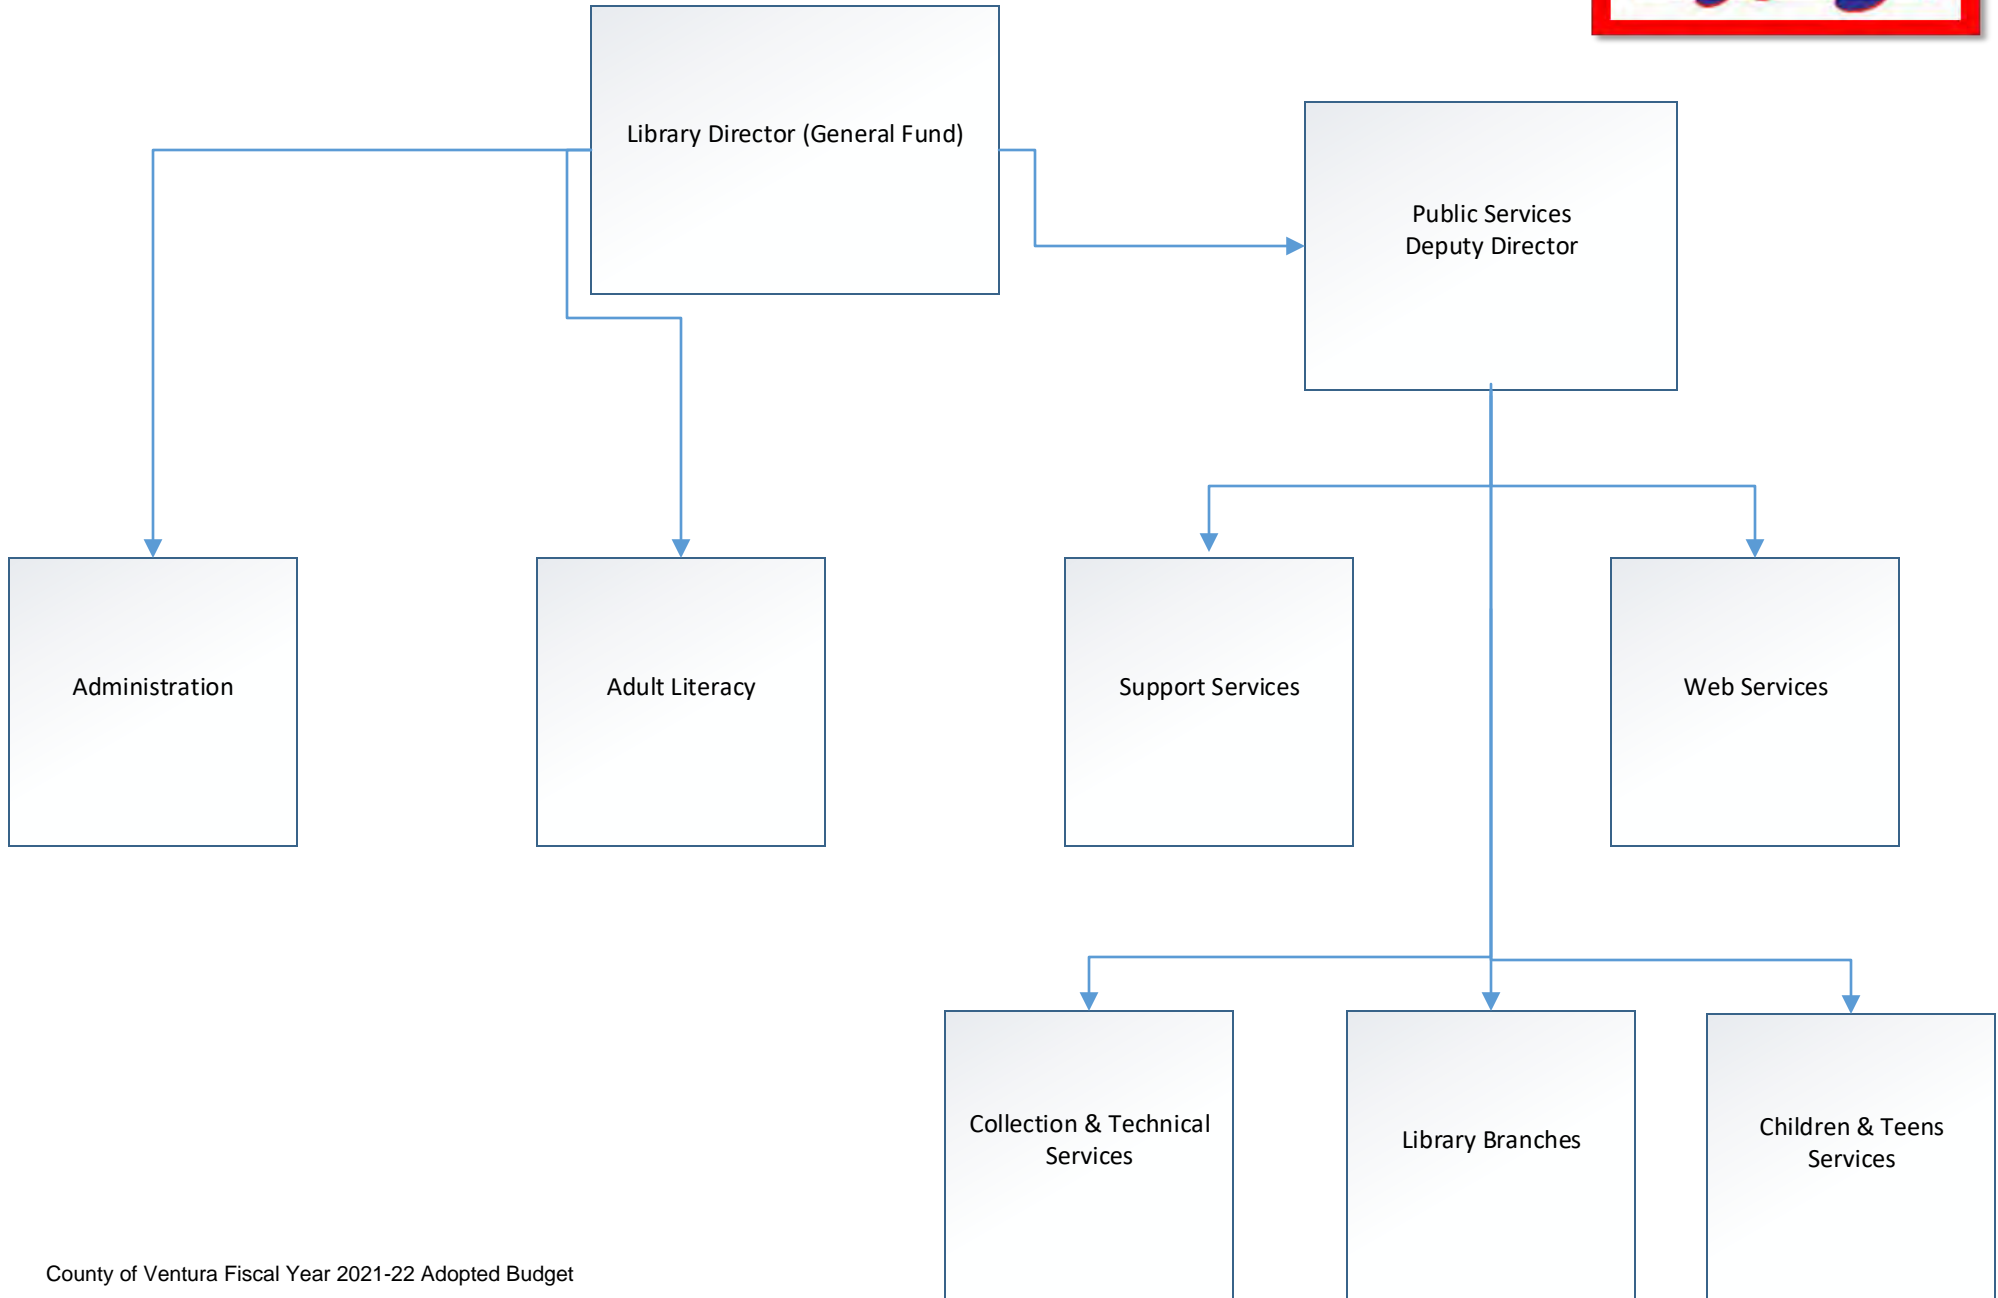 Library Director (General Fund)
Public Services
Deputy Director
Administration
Adult Literacy
Support Services
Web Services
Collection & Technical
Services
Library Branches
Children & Teens
Services
County of Ventura Fiscal Year 2021-22 Adopted Budget